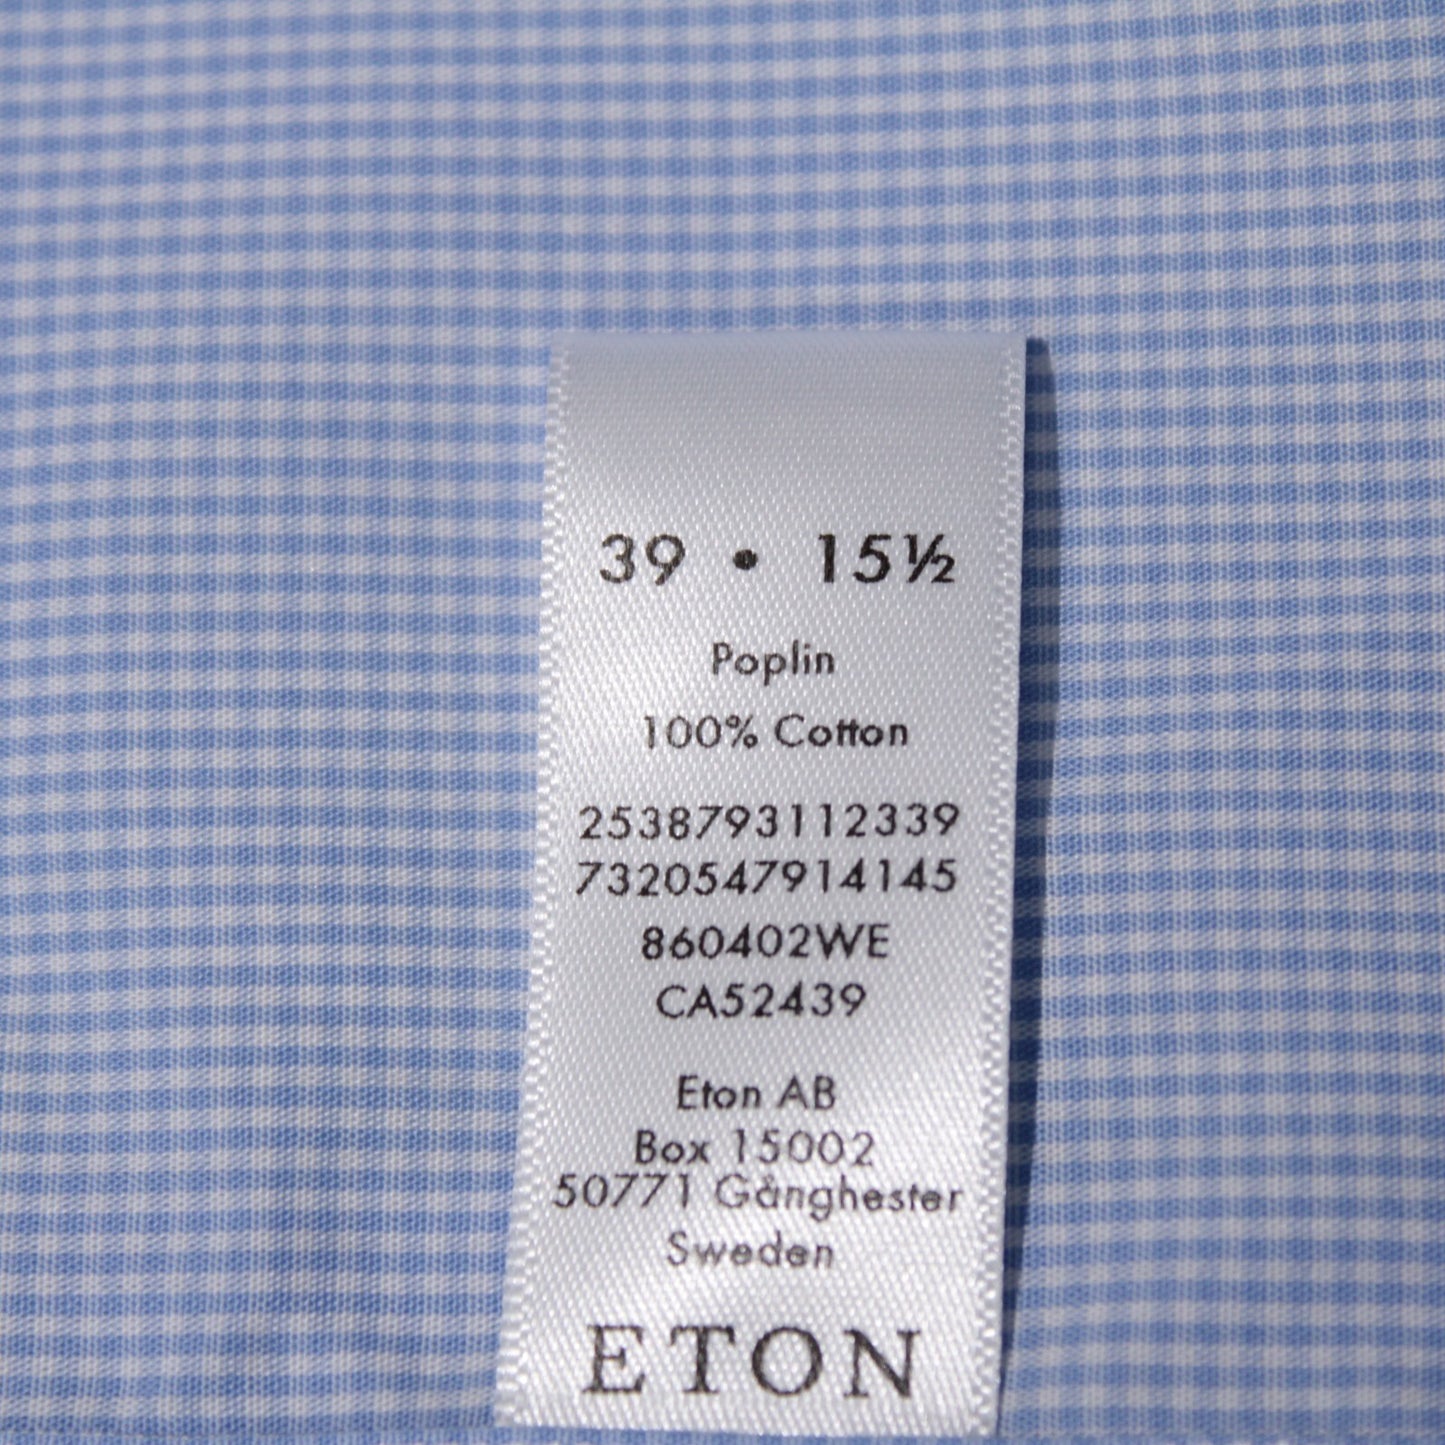 39 • 15½
Poplin
100% Cotton
2538793112339
7320547914145
860402WE
CA52439
Eton AB
Box 15002
50771 Gånghester
Sweden
ETON